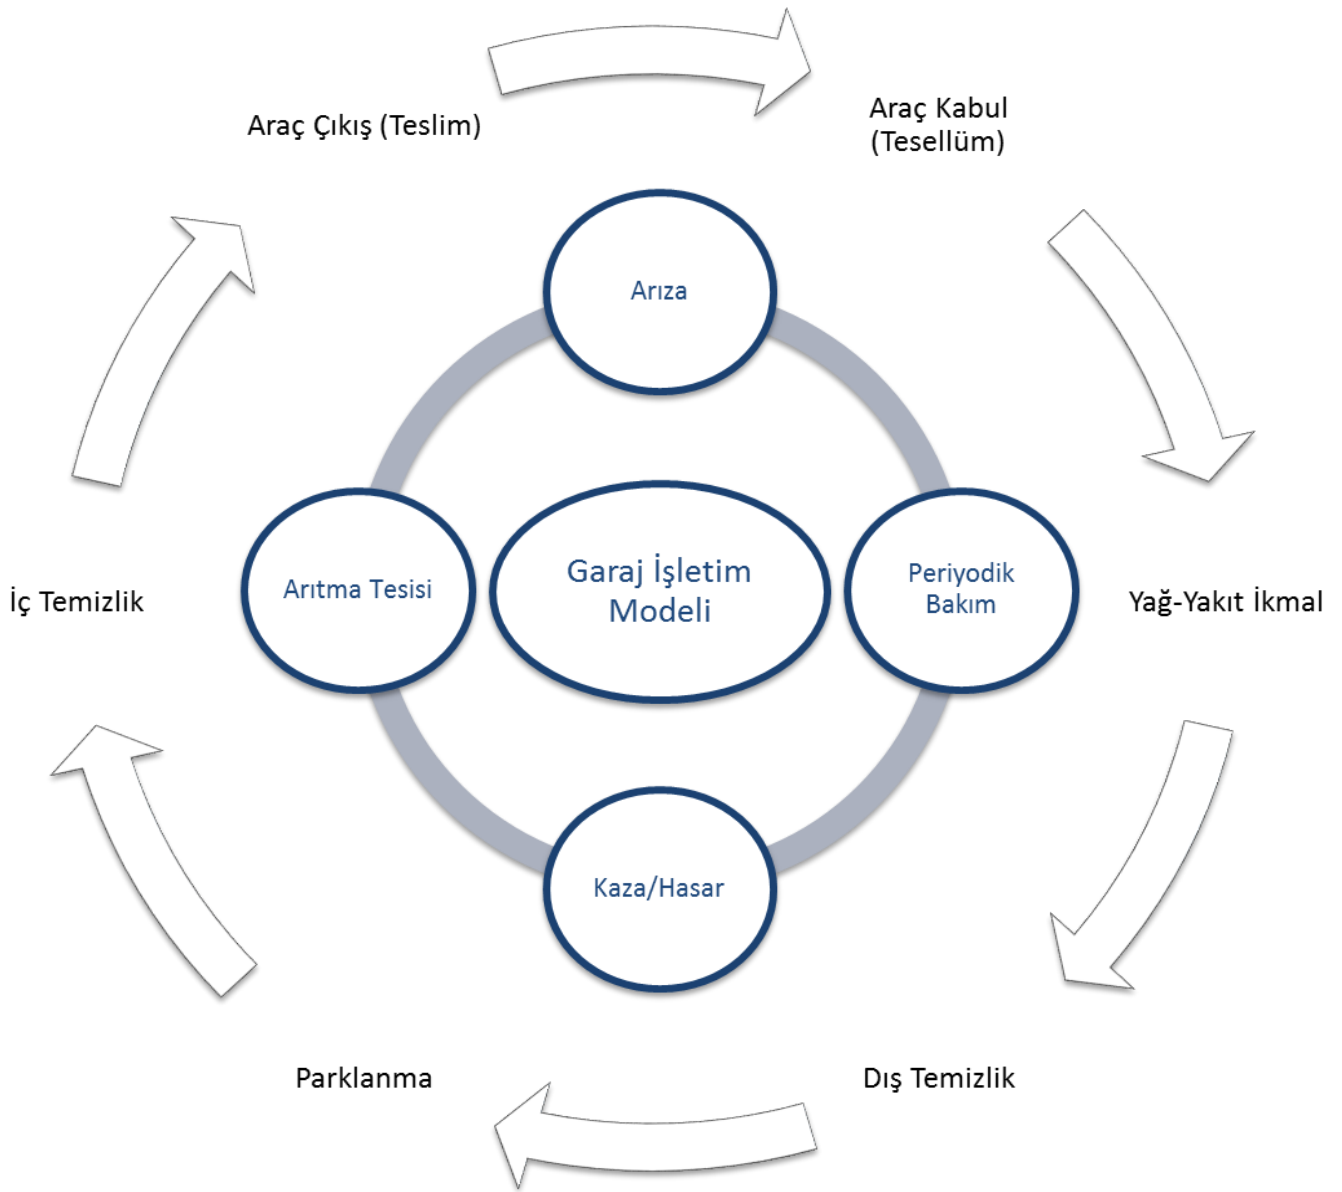 Araç Çıkış (Teslim)
Araç Kabul
(Tesellüm)
Arıza
Arıtma Tesisi
Garaj İşletim
Modeli
Periyodik
Bakım
İç Temizlik
Yağ-Yakıt İkmal
Kaza/Hasar
Parklanma
Dış Temizlik